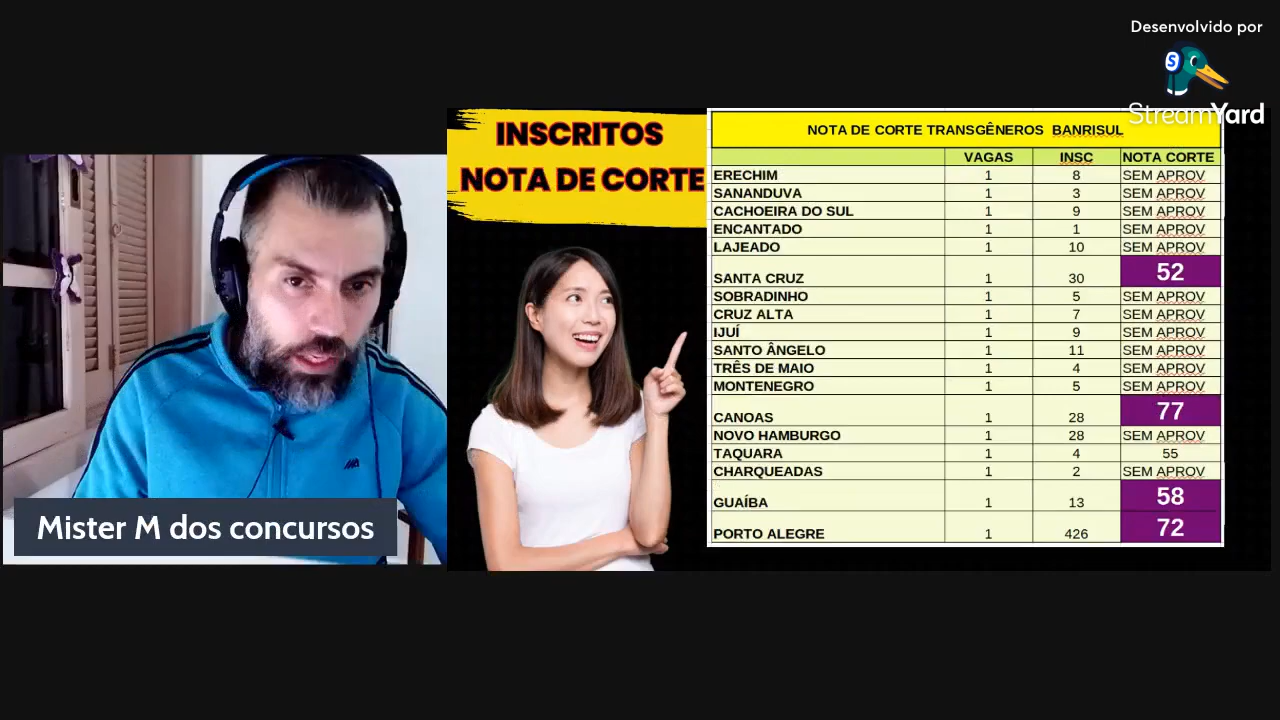 Desenvolvido por
StreamYard
INSCRITOS
NOTA DE CORTE
NOTA DE CORTE TRANSGÊNEROS BANRISUL
VAGAS INSC NOTA CORTE
ERECHIM 1 8 SEM APROV
SANANDUVA 1 3 SEM APROV
CACHOEIRA DO SUL 1 9 SEM APROV
ENCANTADO 1 1 SEM APROV
LAJEADO 1 10 SEM APROV
SANTA CRUZ 1 30 52
SOBRADINHO 1 5 SEM APROV
CRUZ ALTA 1 7 SEM APROV
IJUÍ 1 9 SEM APROV
SANTO ÂNGELO 1 11 SEM APROV
TRÊS DE MAIO 1 4 SEM APROV
MONTENEGRO 1 5 SEM APROV
CANOAS 1 28 77
NOVO HAMBURGO 1 28 SEM APROV
TAQUARA 1 4 55
CHARQUEADAS 1 2 SEM APROV
GUAÍBA 1 13 58
PORTO ALEGRE 1 426 72
Mister M dos concursos